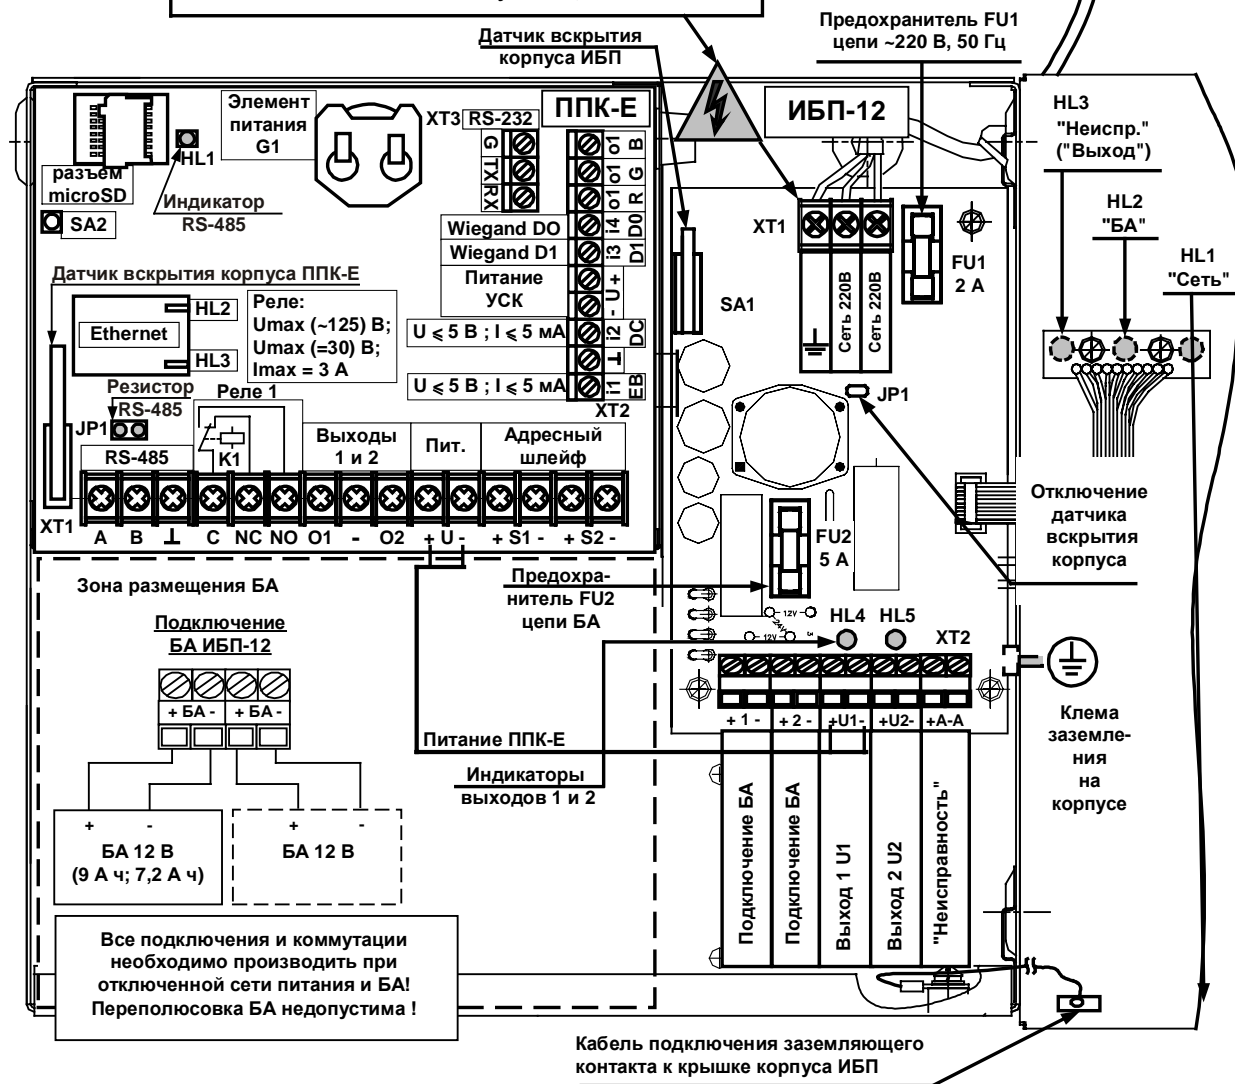 Датчик вскрытия
корпуса ИБП
Предохранитель FU1
цепи ~220 В, 50 Гц
Элемент
питания
G1
XT3
RS-232
ППК-Е
ИБП-12
HL3
"Неиспр."
("Выход")
HL2
"БА"
HL1
"Сеть"
HL1
разъем
microSD
SA2
Индикатор
RS-485
G
TX
RX
o1 B
o1 G
o1 R
i4 D0
i3 D1
- U +
i2 DC
⊥
i1 EB
Wiegand DO
Wiegand D1
Питание
УСК
U ⩽ 5 В ; I ⩽ 5 мА
U ⩽ 5 В ; I ⩽ 5 мА
XT2
XT1
FU1
2 А
SA1
Сеть 220В
Сеть 220В
JP1
Датчик вскрытия корпуса ППК-Е
Ethernet
HL2
HL3
Реле:
Umax (~125) В;
Umax (=30) В;
Imax = 3 А
Резистор
RS-485
JP1
Реле 1
K1
RS-485
Выходы
1 и 2
Пит.
Адресный
шлейф
XT1
A B ⊥ C NC NO O1 - O2 + U - + S1 - + S2 -
Отключение
датчика
вскрытия
корпуса
FU2
5 А
Предохра-
нитель FU2
цепи БА
12V
24V
12V
3
HL4 HL5
XT2
Зона размещения БА
Подключение
БА ИБП-12
+ БА - + БА -
+ 1 - + 2 - +U1- +U2- +A-A
Питание ППК-Е
Индикаторы
выходов 1 и 2
Клема
заземле-
ния
на
корпусе
+ -
БА 12 В
(9 А ч; 7,2 А ч)
+ -
БА 12 В
Подключение БА
Подключение БА
Выход 1 U1
Выход 2 U2
"Неисправность"
Все подключения и коммутации
необходимо производить при
отключенной сети питания и БА!
Переполюсовка БА недопустима !
Кабель подключения заземляющего
контакта к крышке корпуса ИБП